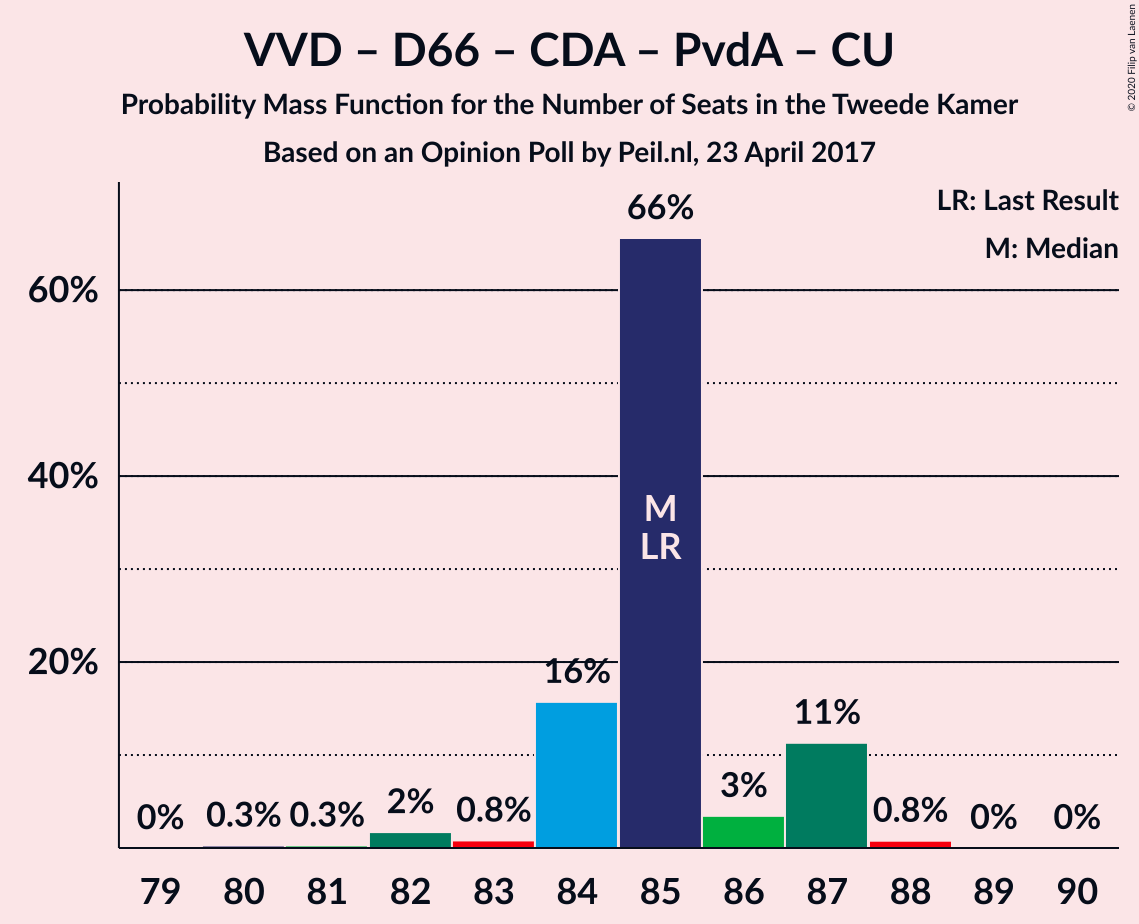 VVD – D66 – CDA – PvdA – CU
Probability Mass Function for the Number of Seats in the Tweede Kamer
Based on an Opinion Poll by Peil.nl, 23 April 2017
© 2020 Filip van Laenen
LR: Last Result
M: Median
60%
40%
20%
0%
0.3%
0.3%
2%
0.8%
16%
66%
M
LR
3%
11%
0.8%
0%
0%
79 80 81 82 83 84 85 86 87 88 89 90